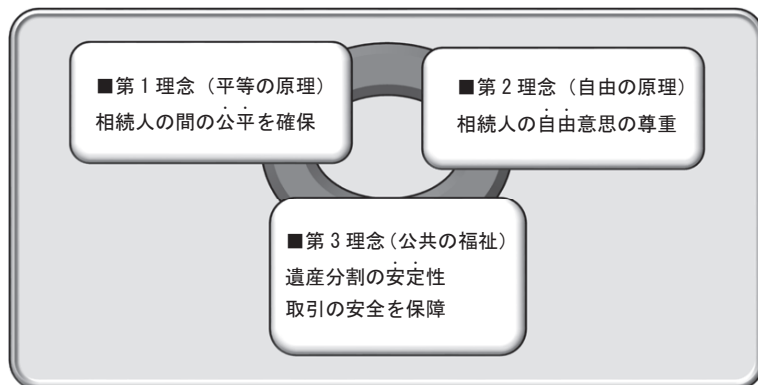 ■第1理念（平等の原理）
相続人の間の公平を確保
■第2理念（自由の原理）
相続人の自由意思の尊重
■第3理念（公共の福祉）
遺産分割の安定性
取引の安全を保障